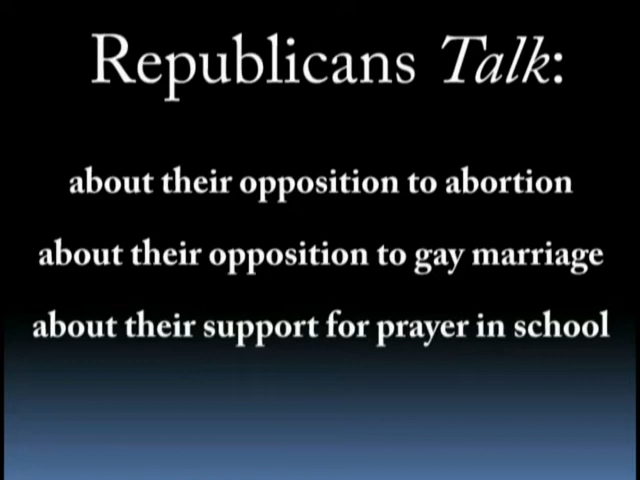 Republicans Talk:
about their opposition to abortion
about their opposition to gay marriage
about their support for prayer in school